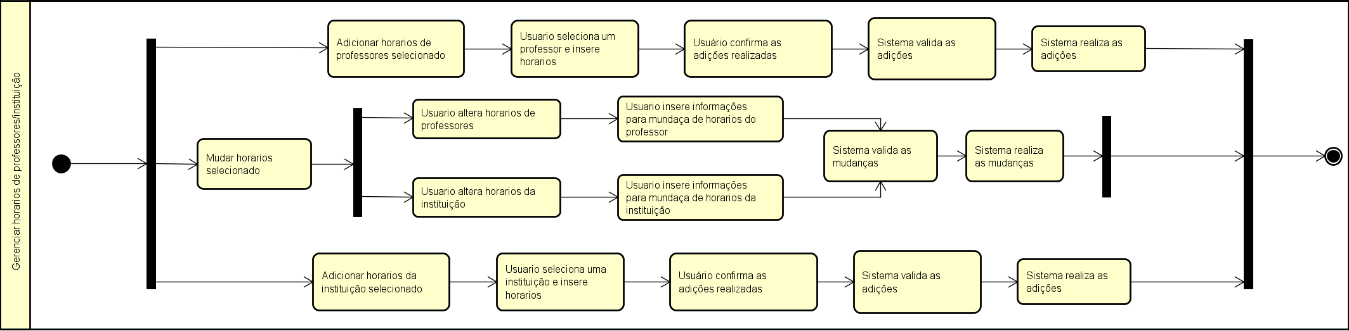 Gerenciar horarios de professores/instituição
Adicionar horarios de
professores selecionado
Usuario seleciona um
professor e insere
horarios
Usuário confirma as
adições realizadas
Sistema valida as
adições
Sistema realiza as
adições
Mudar horarios
selecionado
Usuario altera horarios de
professores
Usuario insere informações
para mundaça de horarios do
professor
Usuario altera horarios da
instituição
Usuario insere informações
para mundaça de horarios da
instituição
Sistema valida as
mudanças
Sistema realiza
as mudanças
Adicionar horarios da
instituição selecionado
Usuario seleciona uma
instituição e insere
horarios
Usuário confirma as
adições realizadas
Sistema valida as
adições
Sistema realiza as
adições